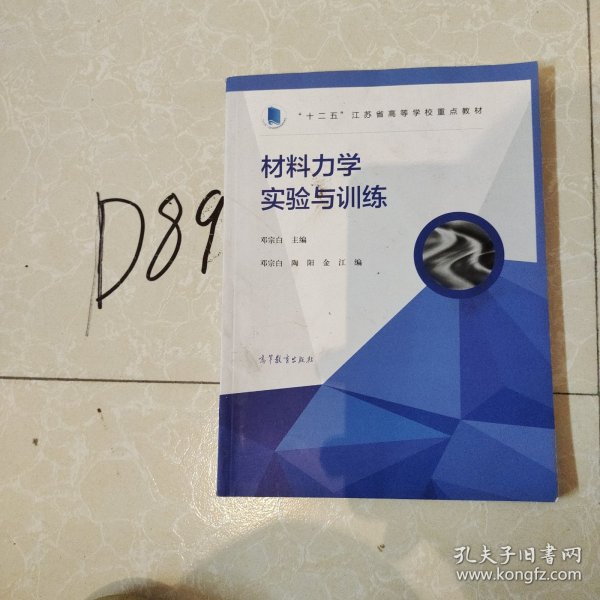 "十二五"江苏省高等学校重点教材
材料力学
实验与训练
邓宗白 主编
邓宗白 陶 阳 金 江 编
高等教育出版社
D89
孔夫子旧书网
www.kongfz.com